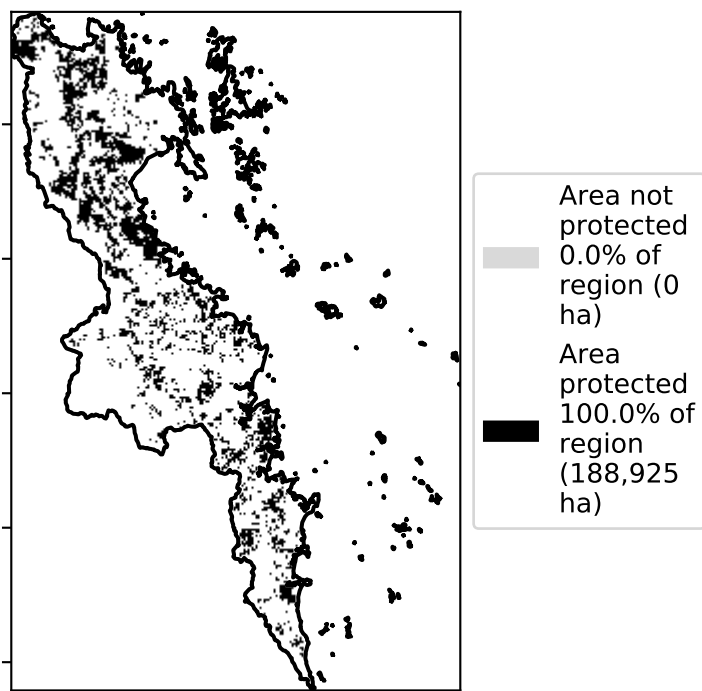 Area not
protected
0.0% of
region (0
ha)
Area
protected
100.0% of
region
(188,925
ha)